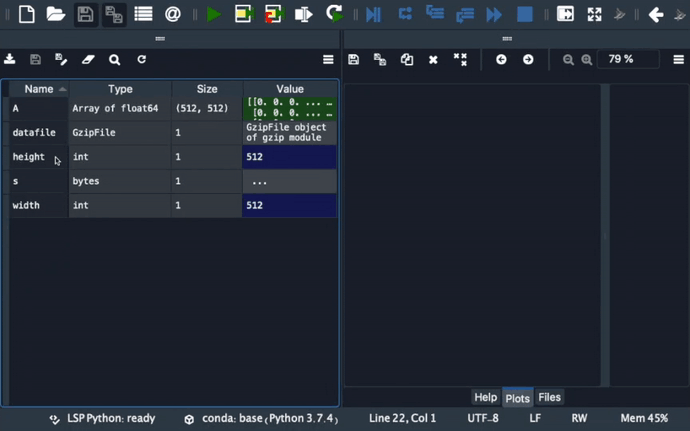 @
79 %
Name Type Size Value
A Array of float64 (512, 512) [[0. 0. 0. ... …
[0. 0. 0. ... …
datafile GzipFile 1 GzipFile object
of gzip module
height int 1 512
s bytes 1 ...
width int 1 512
Help Plots Files
LSP Python: ready conda: base (Python 3.7.4) Line 22, Col 1 UTF-8 LF RW Mem 45%